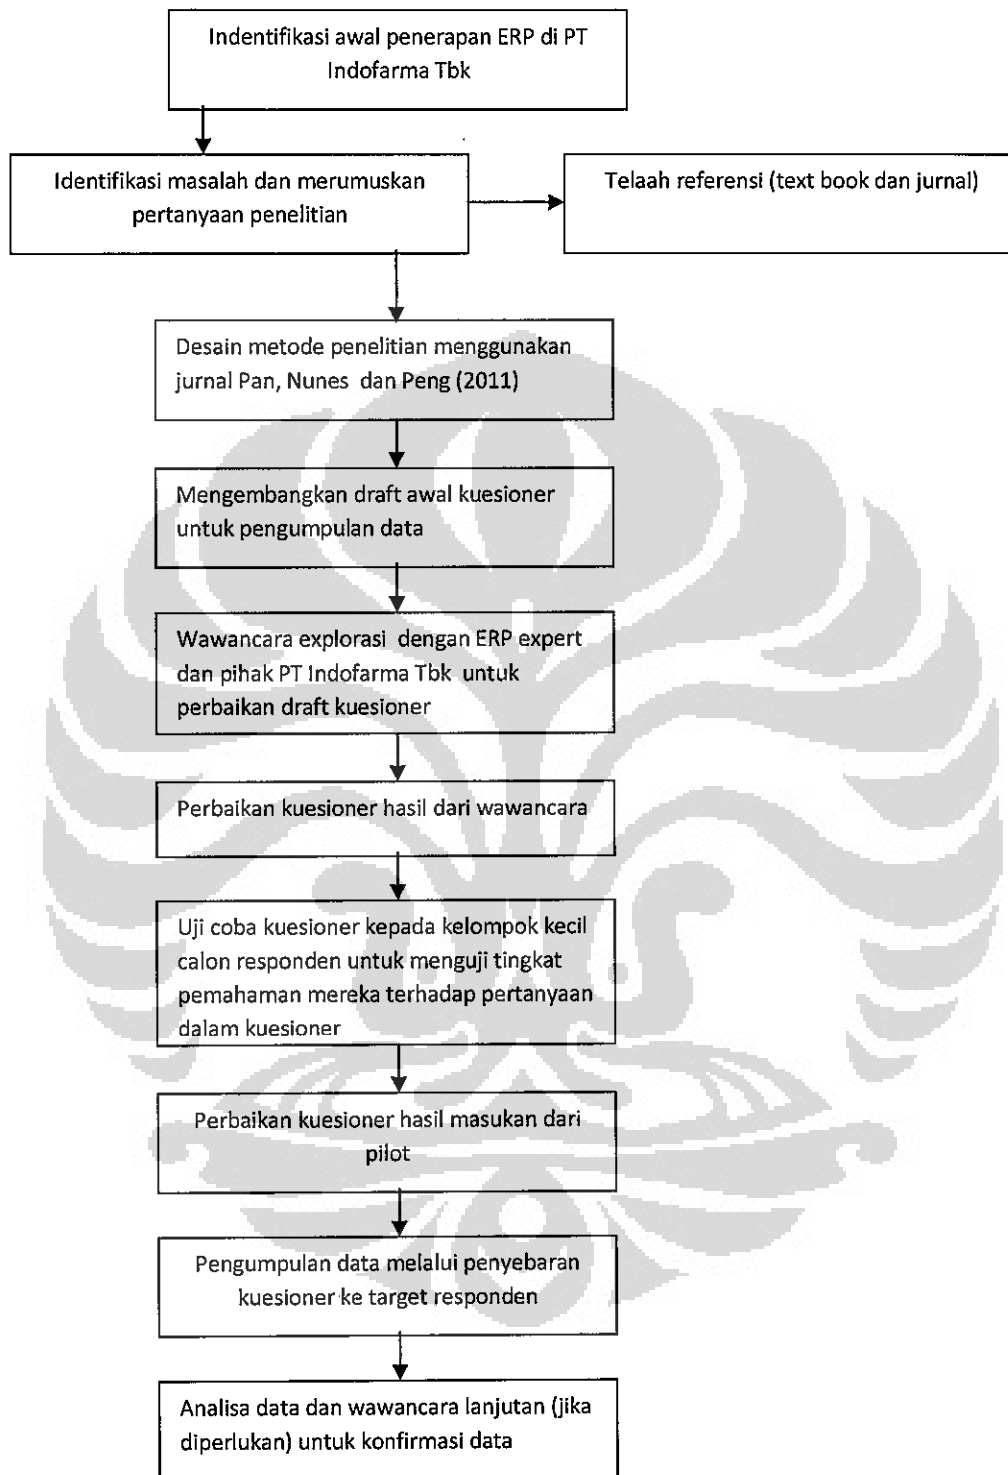 Indentifikasi awal penerapan ERP di PT
Indofarma Tbk
Identifikasi masalah dan merumuskan
pertanyaan penelitian
Telaah referensi (text book dan jurnal)
Desain metode penelitian menggunakan
jurnal Pan, Nunes dan Peng (2011)
Mengembangkan draft awal kuesioner
untuk pengumpulan data
Wawancara explorasi dengan ERP expert
dan pihak PT Indofarma Tbk untuk
perbaikan draft kuesioner
Perbaikan kuesioner hasil dari wawancara
Uji coba kuesioner kepada kelompok kecil
calon responden untuk menguji tingkat
pemahaman mereka terhadap pertanyaan
dalam kuesioner
Perbaikan kuesioner hasil masukan dari
pilot
Pengumpulan data melalui penyebaran
kuesioner ke target responden
Analisa data dan wawancara lanjutan (jika
diperlukan) untuk konfirmasi data